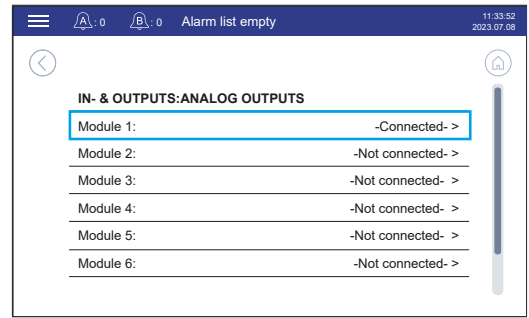 A : 0 B : 0 Alarm list empty 11:33:52
2023.07.08
IN- & OUTPUTS:ANALOG OUTPUTS
Module 1: -Connected- >
Module 2: -Not connected- >
Module 3: -Not connected- >
Module 4: -Not connected- >
Module 5: -Not connected- >
Module 6: -Not connected- >